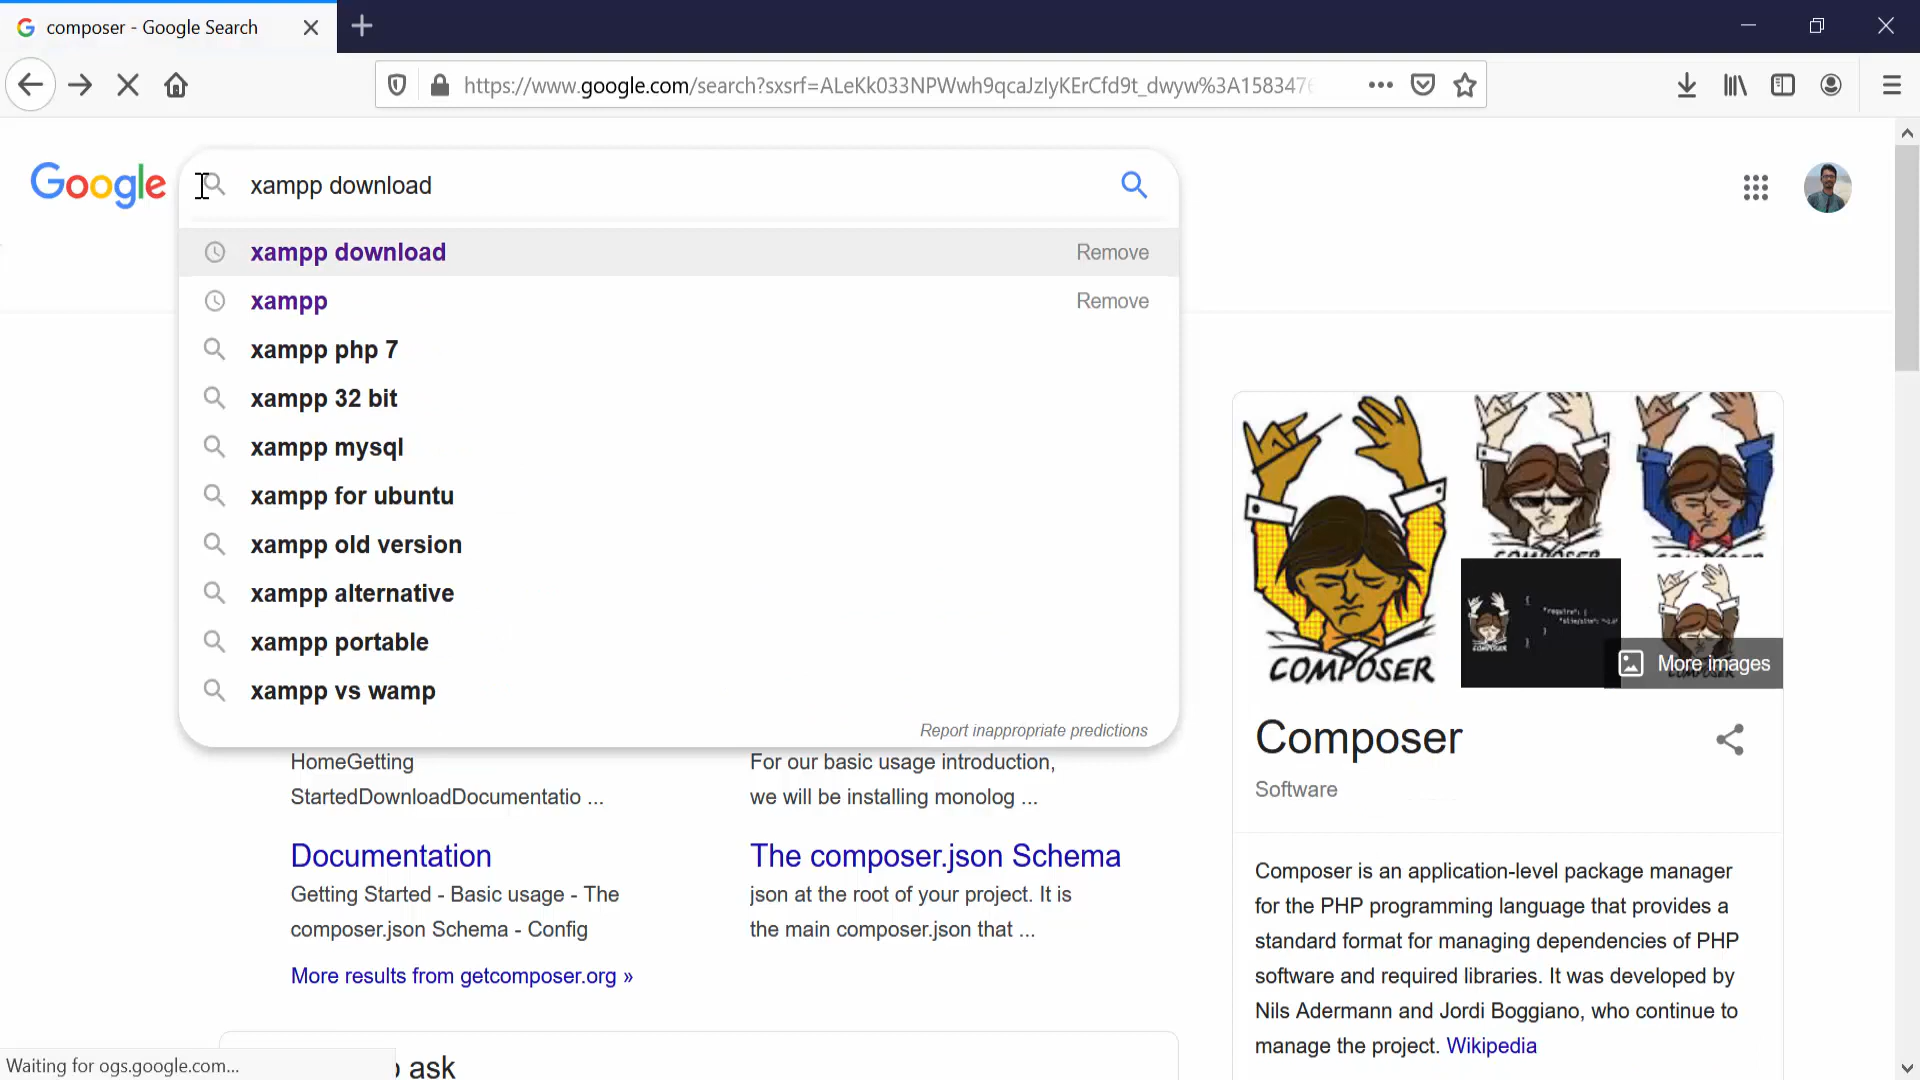 composer - Google Search
https://www.google.com/search?sxsrf=ALeKk033NPWwh9qcaJzIyKErCfd9t_dwyw%3A158347
Google
xampp download
xampp download
Remove
xampp
Remove
xampp php 7
xampp 32 bit
xampp mysql
xampp for ubuntu
xampp old version
xampp alternative
xampp portable
xampp vs wamp
Report inappropriate predictions
HomeGetting
StartedDownloadDocumentatio ...
For our basic usage introduction,
we will be installing monolog ...
Documentation
Getting Started - Basic usage - The
composer.json Schema - Config
The composer.json Schema
json at the root of your project. It is
the main composer.json that ...
More results from getcomposer.org »
ask
COMPOSER
More images
Composer
Software
Composer is an application-level package manager
for the PHP programming language that provides a
standard format for managing dependencies of PHP
software and required libraries. It was developed by
Nils Adermann and Jordi Boggiano, who continue to
manage the project. Wikipedia
Waiting for ogs.google.com...